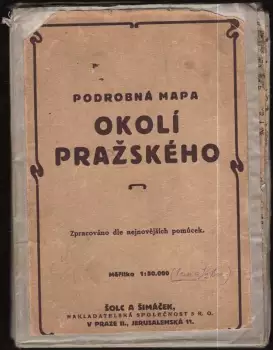 PODROBNÁ MAPA
OKOLÍ
PRAŽSKÉHO
Zpracováno dle nejnovějších pomůcek.
Měřítko 1:50.000
ŠOLC A ŠIMÁČEK,
NAKLADATELSKÁ SPOLEČNOST S R. O.
V PRAZE II., JERUSALEMSKÁ 11.